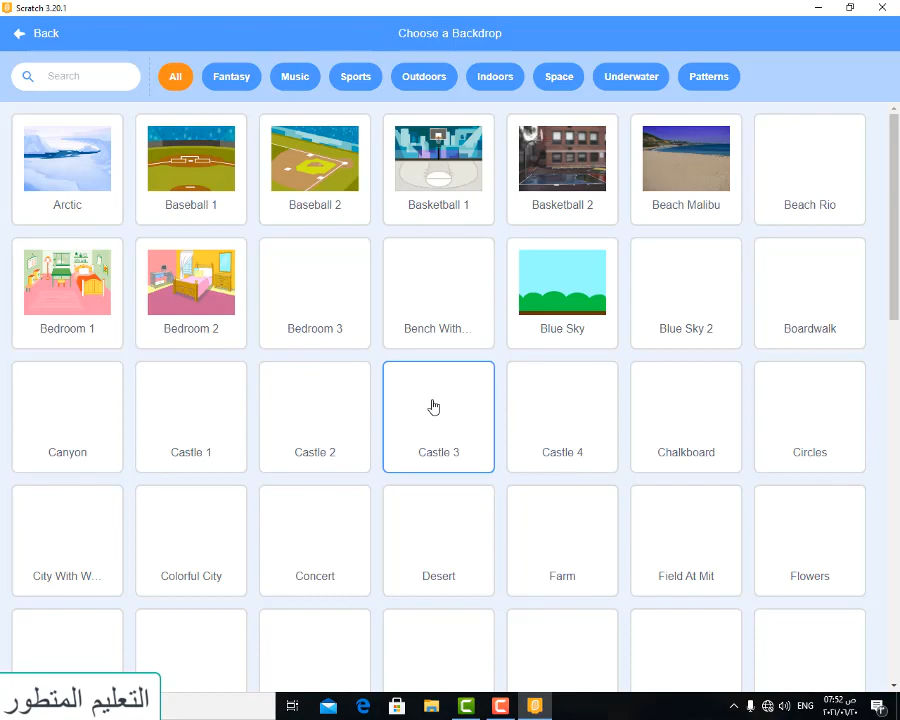 Scratch 3.20.1
Back
Choose a Backdrop
Search
All
Fantasy
Music
Sports
Outdoors
Indoors
Space
Underwater
Patterns
Arctic
Baseball 1
Baseball 2
Basketball 1
Basketball 2
Beach Malibu
Beach Rio
Bedroom 1
Bedroom 2
Bedroom 3
Bench With...
Blue Sky
Blue Sky 2
Boardwalk
Canyon
Castle 1
Castle 2
Castle 3
Castle 4
Chalkboard
Circles
City With W...
Colorful City
Concert
Desert
Farm
Field At Mit
Flowers
التعليم المتطور
ENG
07:52 ص